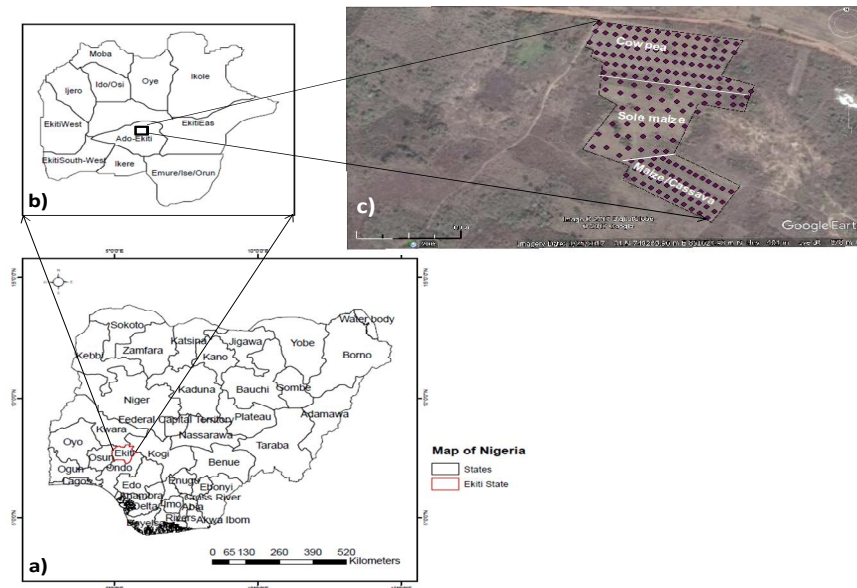 b)
Moba
Ido/Osi
Oye
Ikole
Ijero
EkitiWest
EkitiEas
Ado-Ekiti
EkitiSouth-West
Ikere
Emure/Ise/Orun
c)
Cowpea
Sole maize
Maize/Cassava
Google Earth
a)
Water body
Sokoto
Katsina
Jigawa
Yobe
Zamfara
Kano
Borno
Kebbi
Kaduna
Bauchi
Gombe
Niger
Adamawa
Federal Capital Territory
Plateau
Kwara
Nassarawa
Taraba
Oyo
Ekiti
Kogi
Osun
Benue
Ogun
Ondo
Lagos
Edo
Enugu
Ebonyi
Anambra
Cross River
Delta
Imo
Abia
Rivers
Akwa Ibom
Bayelsa
0 65 130 260 390 520
Kilometers
Map of Nigeria
States
Ekiti State